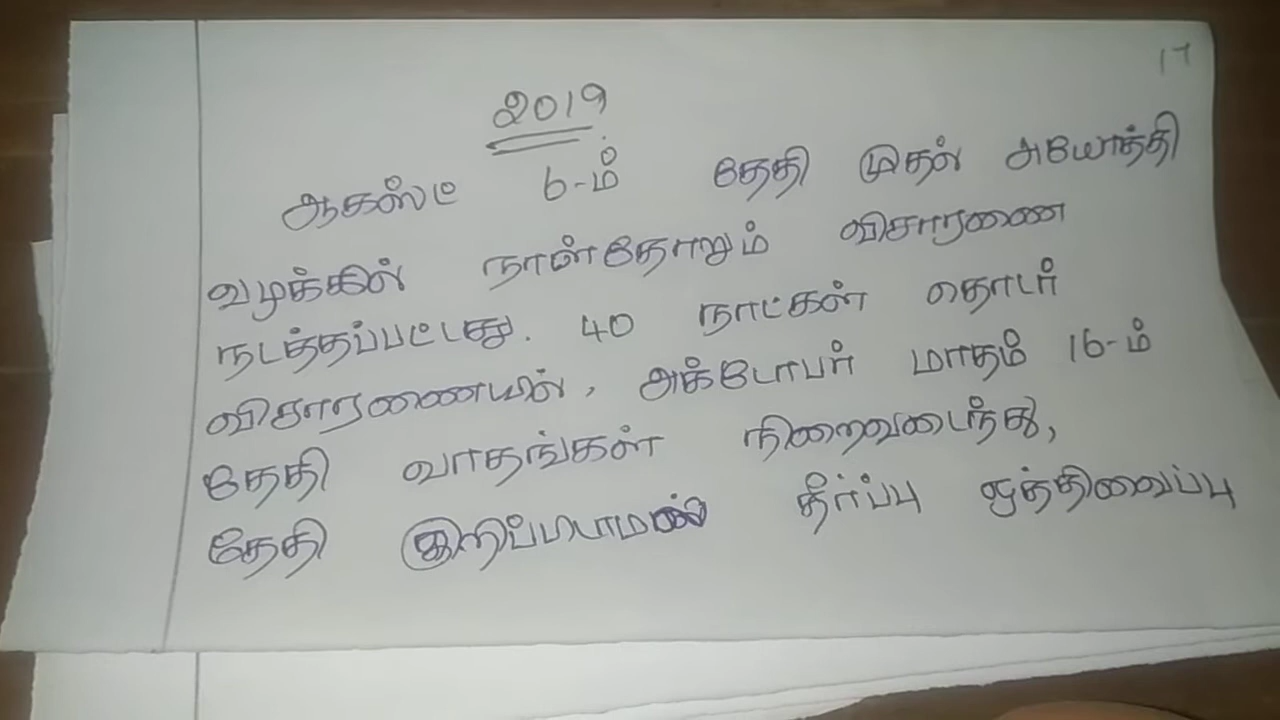 17
2019
ஆகஸ்ட் 6-ம் தேதி முதல் அயோத்தி
வழக்கில் நாள்தோறும் விசாரணை
நடத்தப்பட்டது. 40 நாட்கள் தொடர்
விசாரணையில், அக்டோபர் மாதம் 16-ம்
தேதி வாதங்கள் நிறைவடைந்து,
தேதி குறிப்பிடாமல் தீர்ப்பு ஒத்திவைப்பு